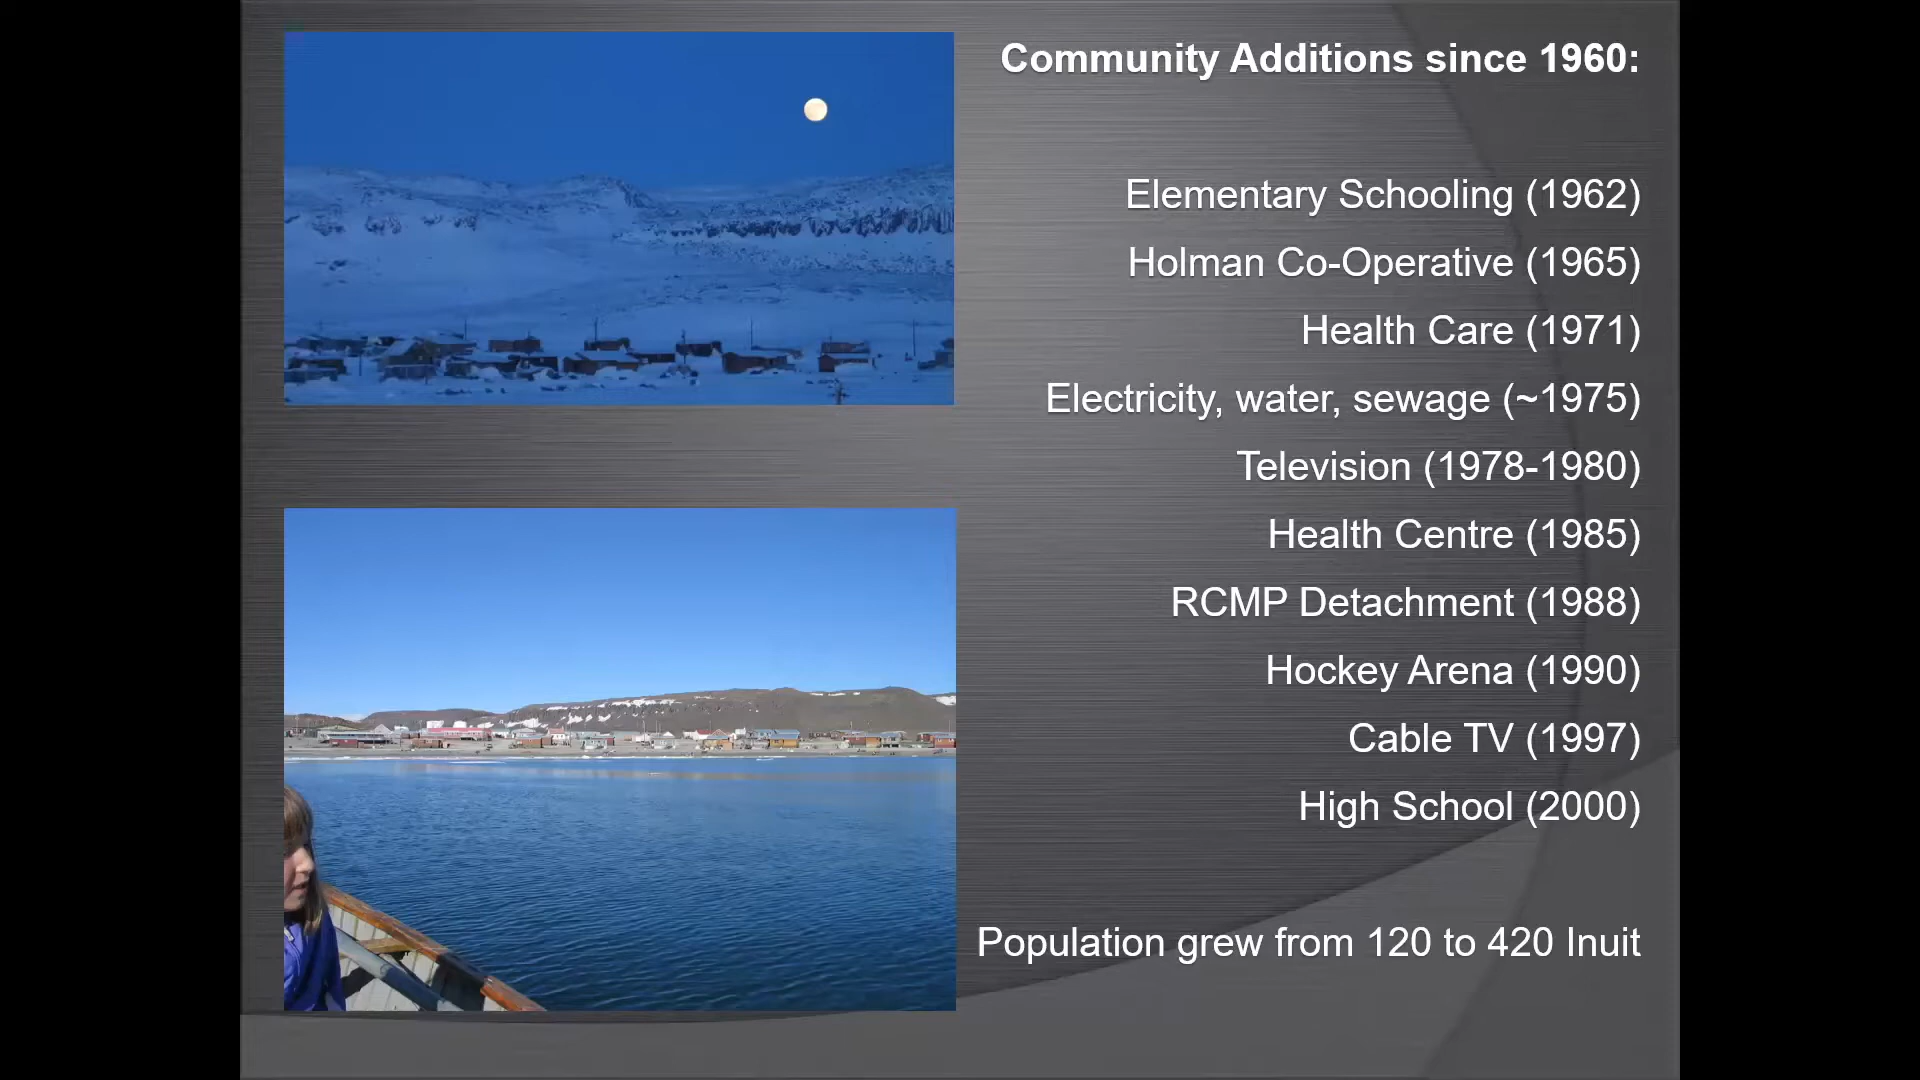 Community Additions since 1960:
Elementary Schooling (1962)
Holman Co-Operative (1965)
Health Care (1971)
Electricity, water, sewage (~1975)
Television (1978-1980)
Health Centre (1985)
RCMP Detachment (1988)
Hockey Arena (1990)
Cable TV (1997)
High School (2000)
Population grew from 120 to 420 Inuit